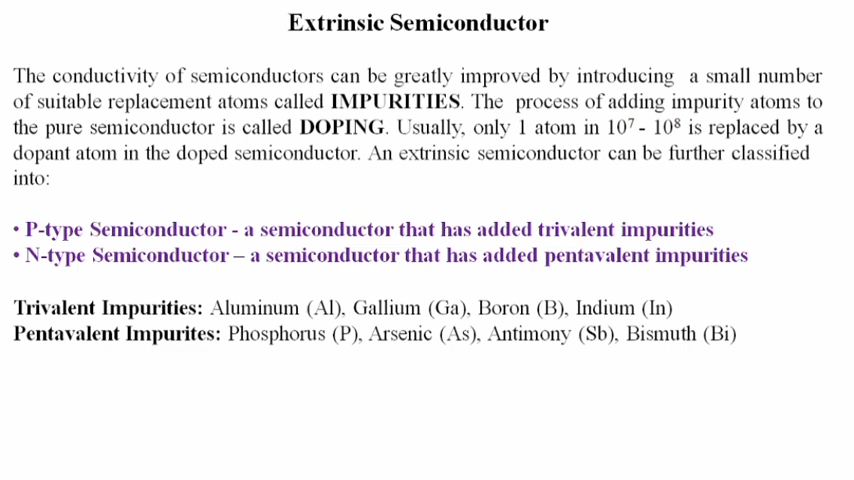 Extrinsic Semiconductor
The conductivity of semiconductors can be greatly improved by introducing a small number
of suitable replacement atoms called IMPURITIES. The process of adding impurity atoms to
the pure semiconductor is called DOPING. Usually, only 1 atom in 10⁷ - 10⁸ is replaced by a
dopant atom in the doped semiconductor. An extrinsic semiconductor can be further classified
into:
• P-type Semiconductor - a semiconductor that has added trivalent impurities
• N-type Semiconductor – a semiconductor that has added pentavalent impurities
Trivalent Impurities: Aluminum (Al), Gallium (Ga), Boron (B), Indium (In)
Pentavalent Impurites: Phosphorus (P), Arsenic (As), Antimony (Sb), Bismuth (Bi)